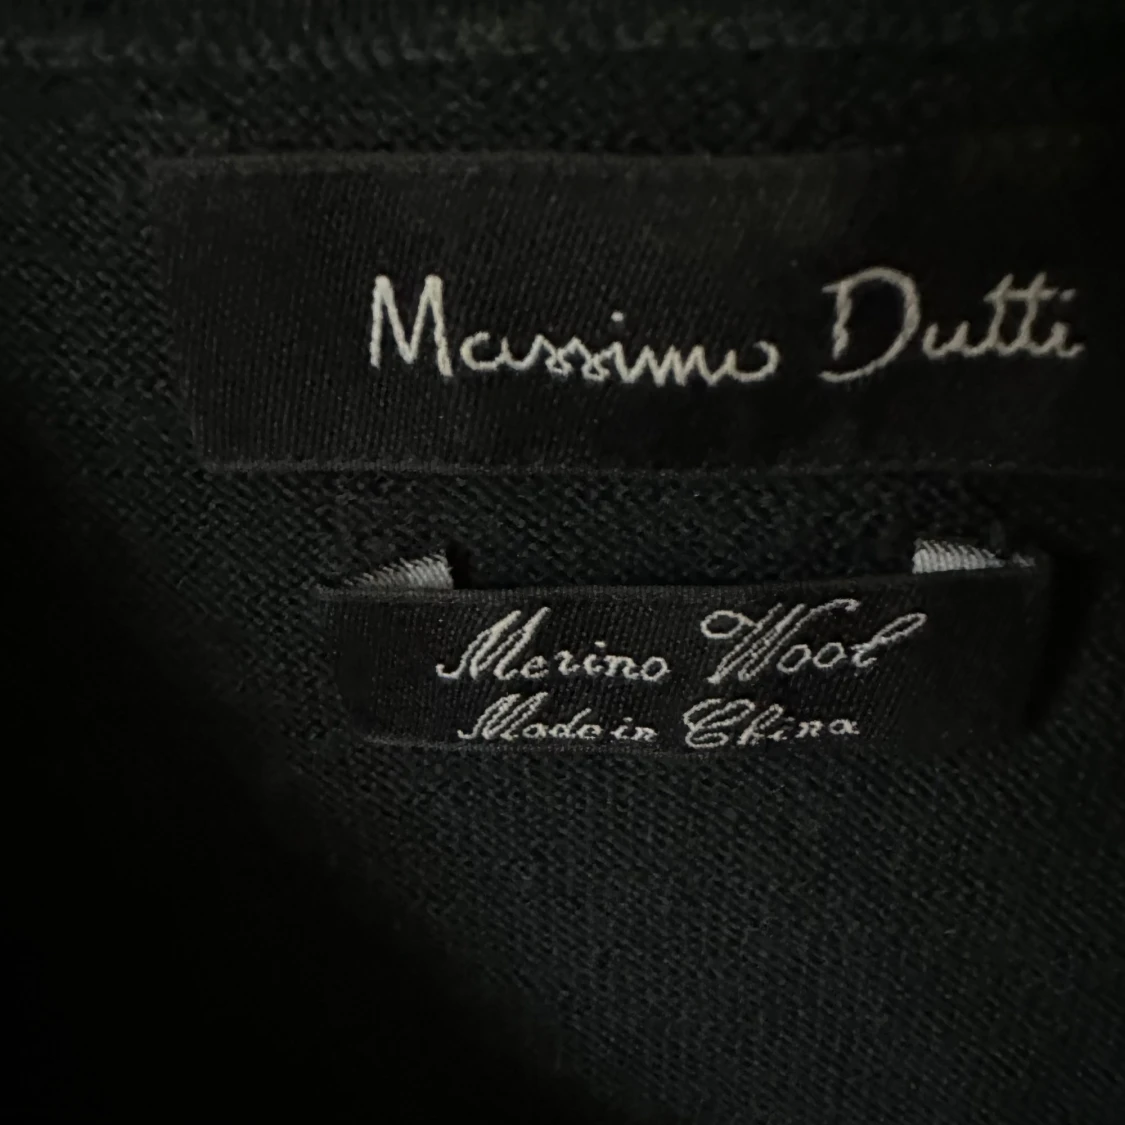 Massimo Dutti
Merino Wool
Made in China